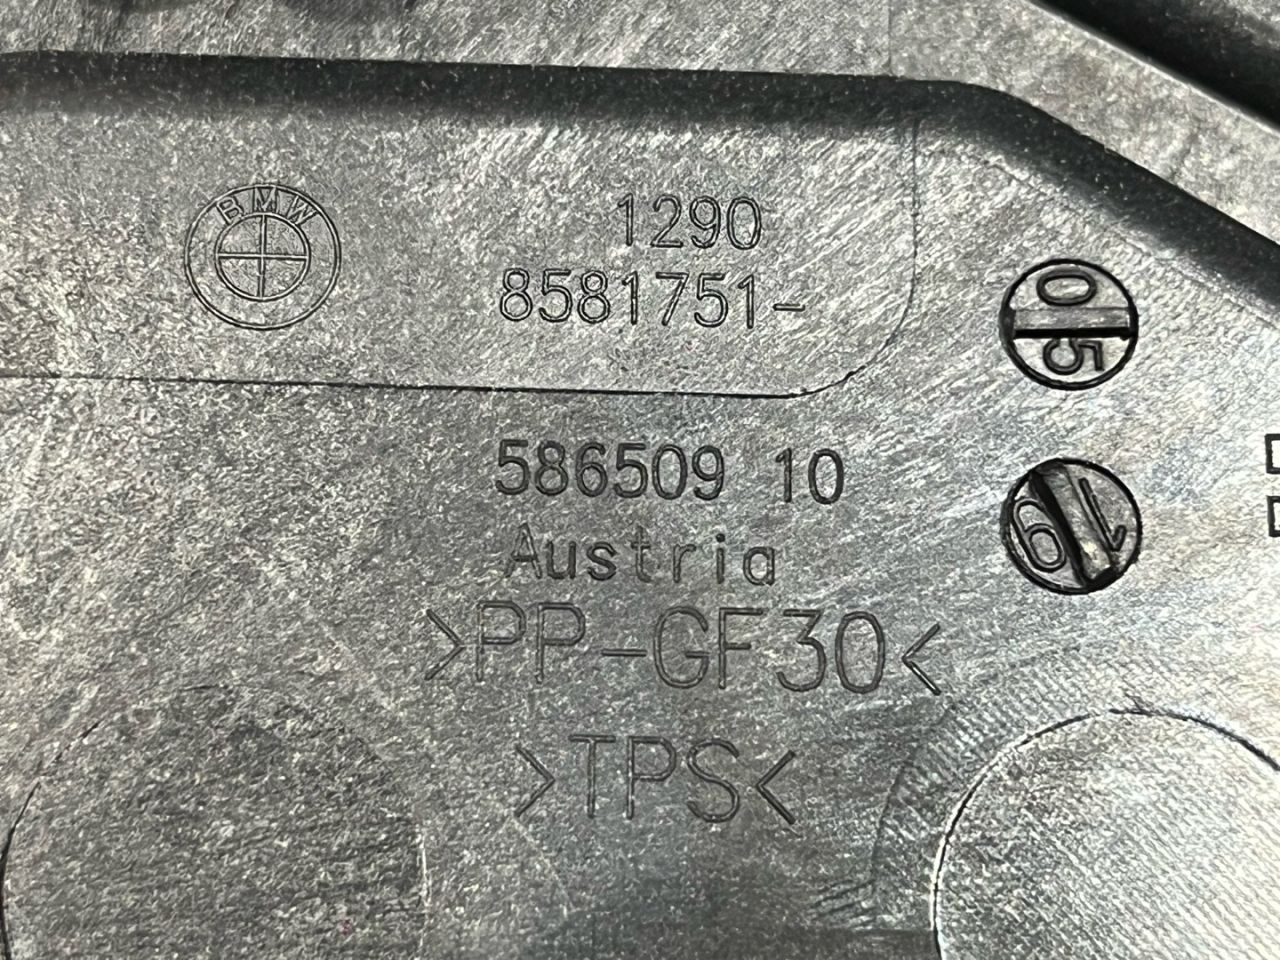 BMW
1290
8581751-
05
19
586509 10
Austria
>PP-GF30<
>TPS<